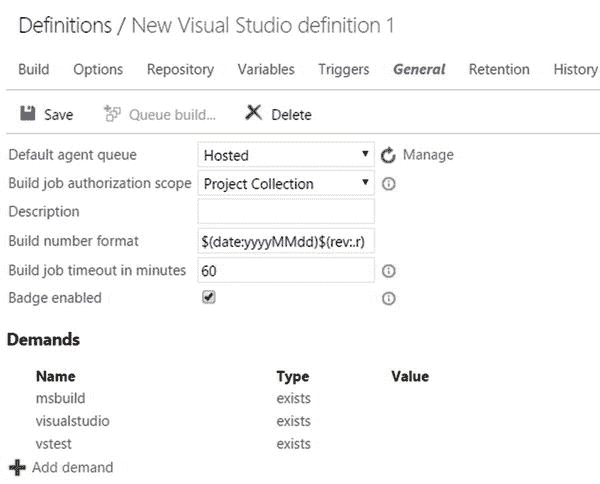 Definitions / New Visual Studio definition 1
Build Options Repository Variables Triggers General Retention History
Save Queue build... Delete
Default agent queue Hosted Manage
Build job authorization scope Project Collection
Description
Build number format $(date:yyyyMMdd)$(rev:.r)
Build job timeout in minutes 60
Badge enabled
Demands
Name Type Value
msbuild exists
visualstudio exists
vstest exists
Add demand